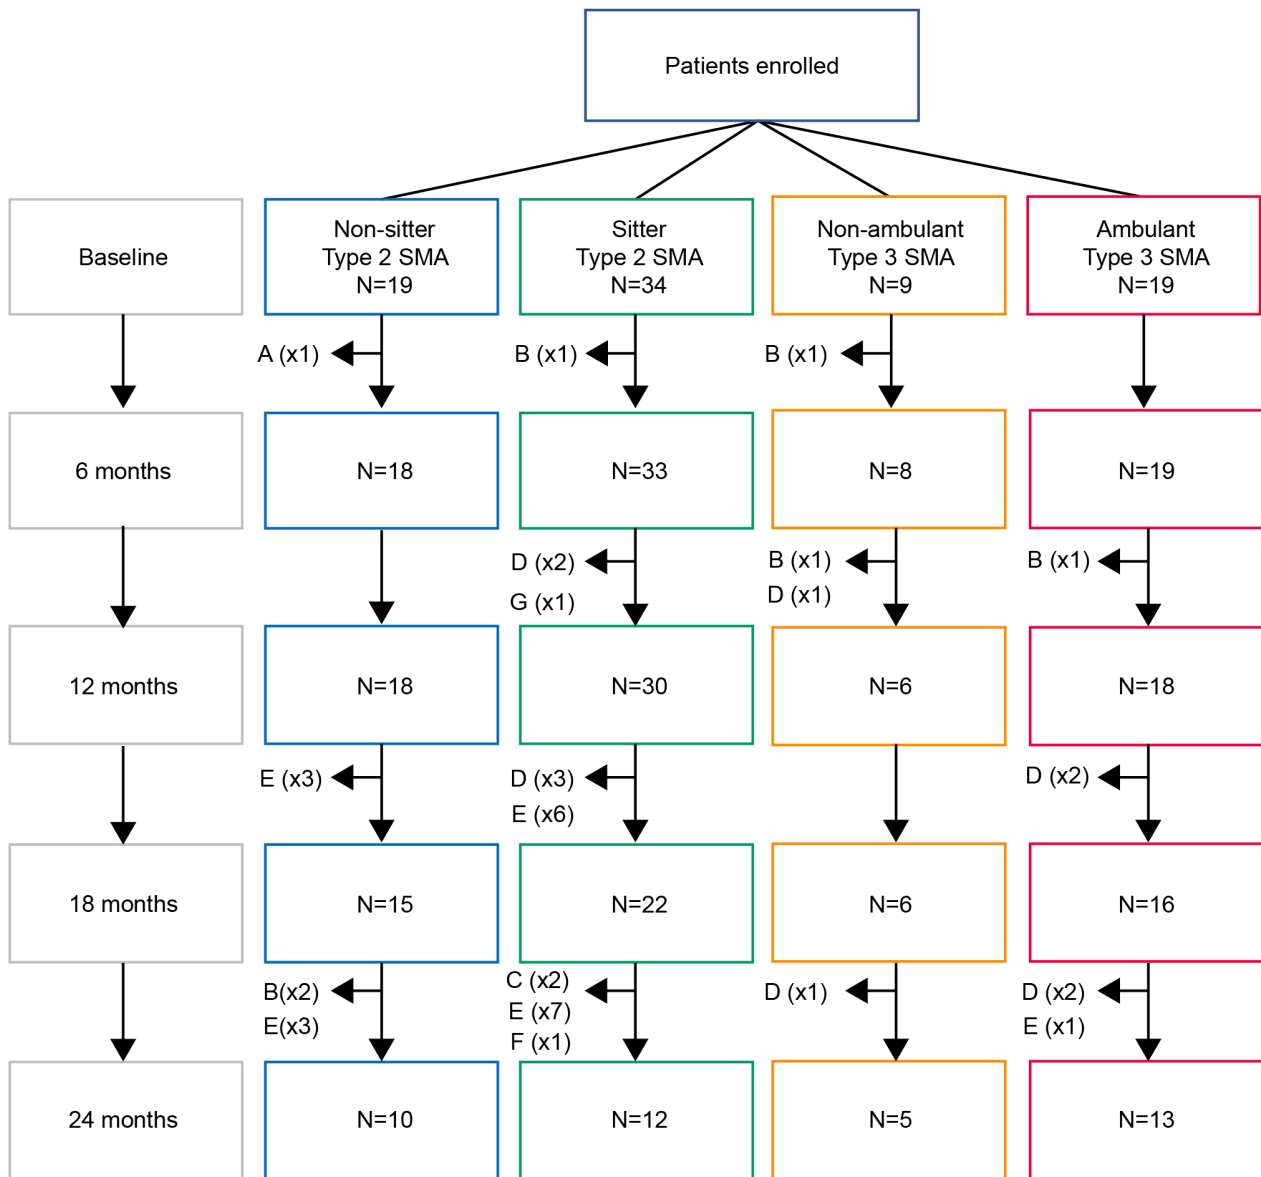 Patients enrolled
Baseline
Non-sitter
Type 2 SMA
N=19
Sitter
Type 2 SMA
N=34
Non-ambulant
Type 3 SMA
N=9
Ambulant
Type 3 SMA
N=19
A (x1)
B (x1)
B (x1)
6 months
N=18
N=33
N=8
N=19
D (x2)
G (x1)
B (x1)
D (x1)
B (x1)
12 months
N=18
N=30
N=6
N=18
E (x3)
D (x3)
E (x6)
D (x2)
18 months
N=15
N=22
N=6
N=16
B(x2)
E(x3)
C (x2)
E (x7)
F (x1)
D (x1)
D (x2)
E (x1)
24 months
N=10
N=12
N=5
N=13